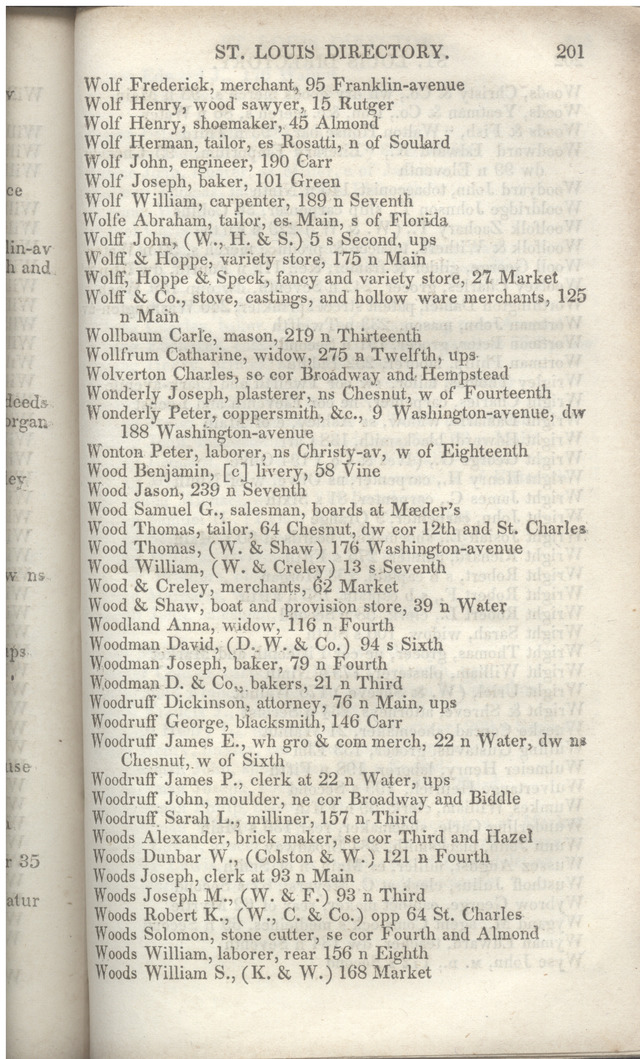 ST. LOUIS DIRECTORY. 201
Wolf Frederick, merchant, 95 Franklin-avenue
Wolf Henry, wood sawyer, 15 Rutger
Wolf Henry, shoemaker, 45 Almond
Wolf Herman, tailor, es Rosatti, n of Soulard
Wolf John, engineer, 190 Carr
Wolf Joseph, baker, 101 Green
Wolf William, carpenter, 189 n Seventh
Wolfe Abraham, tailor, es. Main, s of Florida
Wolff John, (W., H. & S.) 5 s Second, ups
Wolff & Hoppe, variety store, 175 n Main
Wolff, Hoppe & Speck, fancy and variety store, 27 Market
Wolff & Co., stove, castings, and hollow ware merchants, 125
n Main
Wollbaum Carle, mason, 219 n Thirteenth
Wollfrum Catharine, widow, 275 n Twelfth, ups
Wolverton Charles, se cor Broadway and Hempstead
Wonderly Joseph, plasterer, ns Chesnut, w of Fourteenth
Wonderly Peter, coppersmith, &c., 9 Washington-avenue, dw
188 Washington-avenue
Wonton Peter, laborer, ns Christy-av, w of Eighteenth
Wood Benjamin, [c] livery, 58 Vine
Wood Jason, 239 n Seventh
Wood Samuel G., salesman, boards at Mæder's
Wood Thomas, tailor, 64 Chesnut, dw cor 12th and St. Charles
Wood Thomas, (W. & Shaw) 176 Washington-avenue
Wood William, (W. & Creley) 13 s Seventh
Wood & Creley, merchants, 62 Market
Wood & Shaw, boat and provision store, 39 n Water
Woodland Anna, widow, 116 n Fourth
Woodman David, (D. W. & Co.) 94 s Sixth
Woodman Joseph, baker, 79 n Fourth
Woodman D. & Co., bakers, 21 n Third
Woodruff Dickinson, attorney, 76 n Main, ups
Woodruff George, blacksmith, 146 Carr
Woodruff James E., wh gro & com merch, 22 n Water, dw ns
Chesnut, w of Sixth
Woodruff James P., clerk at 22 n Water, ups
Woodruff John, moulder, ne cor Broadway and Biddle
Woodruff Sarah L., milliner, 157 n Third
Woods Alexander, brick maker, se cor Third and Hazel
Woods Dunbar W., (Colston & W.) 121 n Fourth
Woods Joseph, clerk at 93 n Main
Woods Joseph M., (W. & F.) 93 n Third
Woods Robert K., (W., C. & Co.) opp 64 St. Charles
Woods Solomon, stone cutter, se cor Fourth and Almond
Woods William, laborer, rear 156 n Eighth
Woods William S., (K. & W.) 168 Market